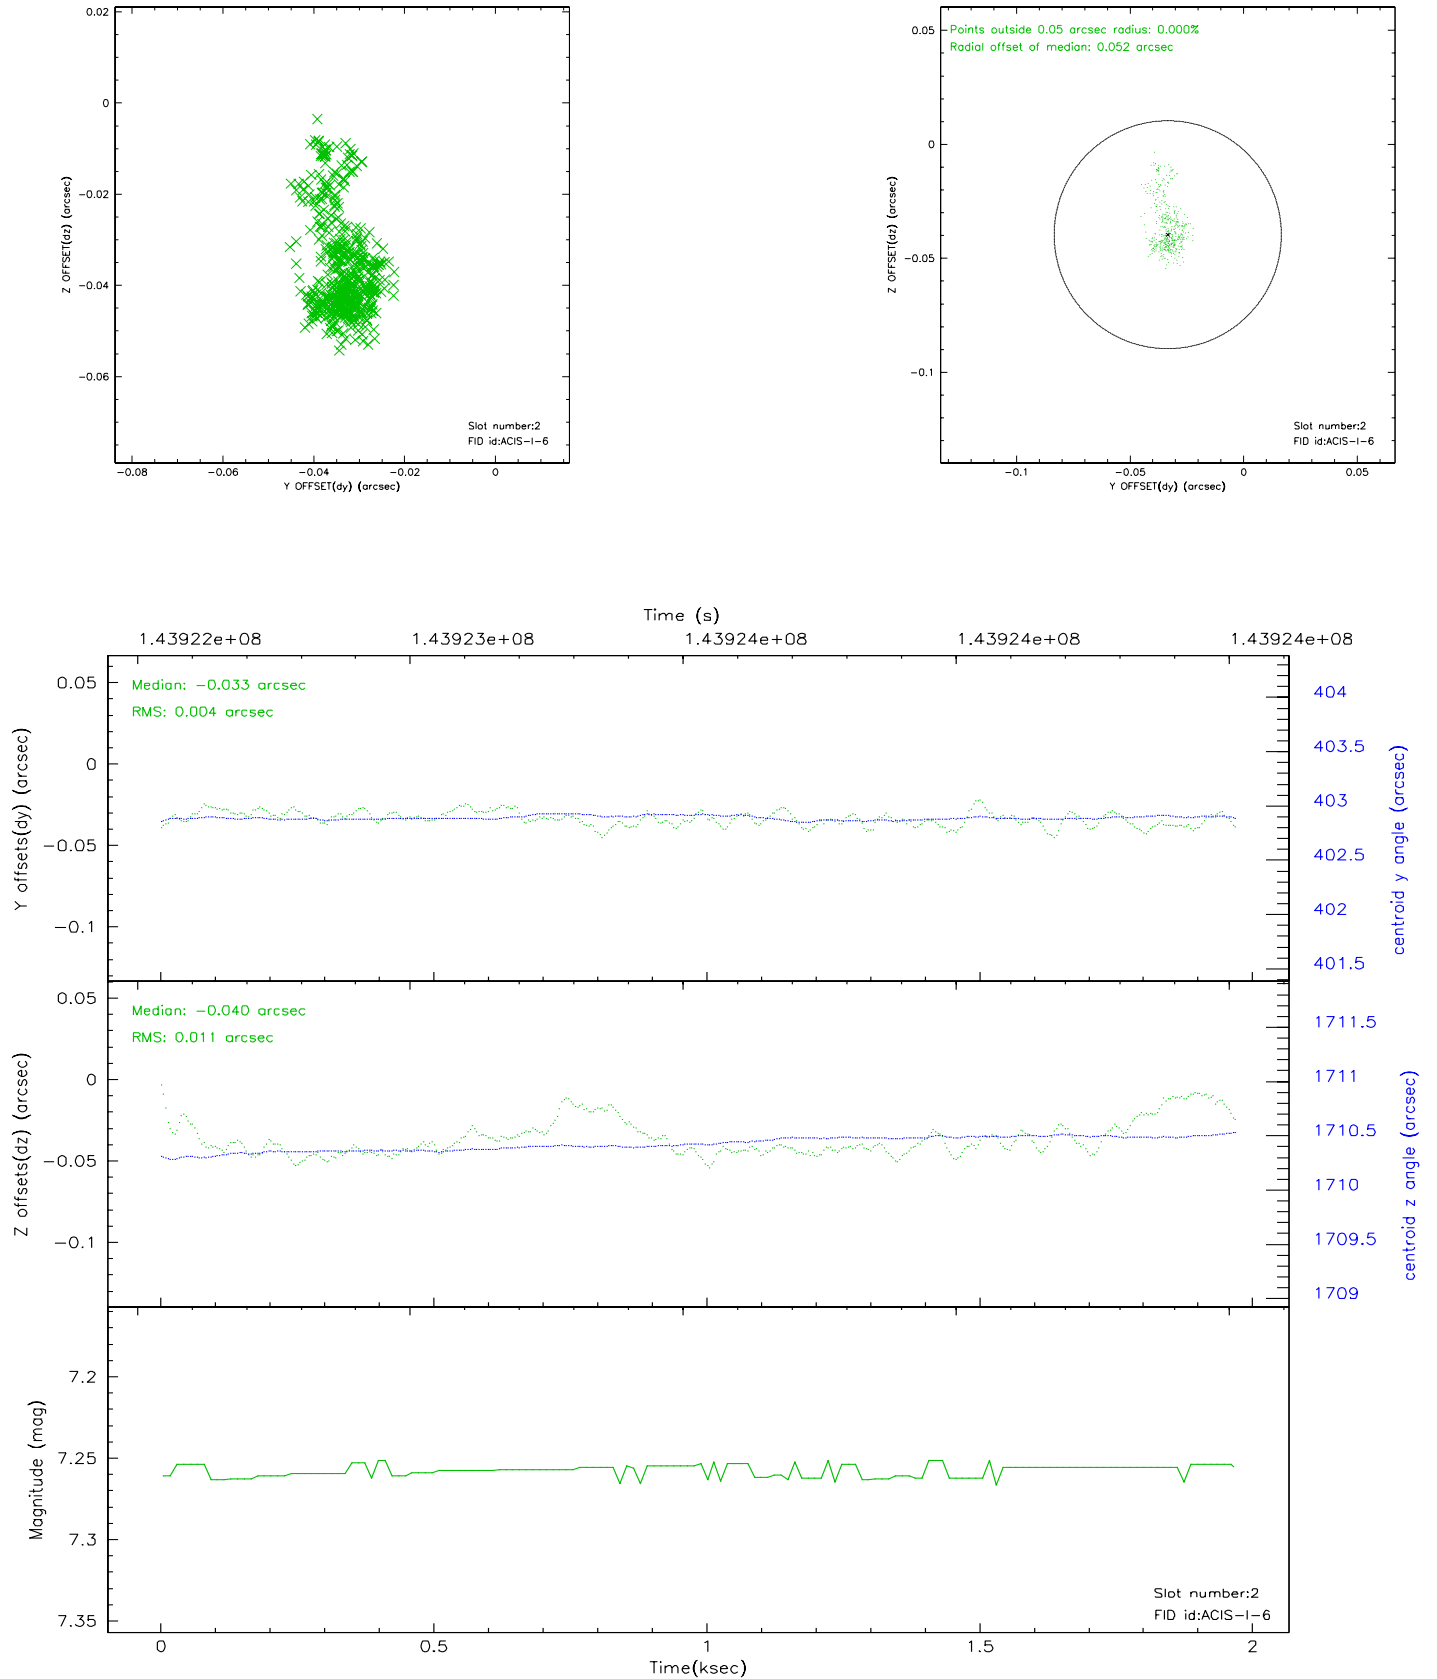 0.02
0
−0.02
−0.04
−0.06
−0.08
−0.06
−0.04
−0.02
0
Z OFFSET(dz) (arcsec)
Y OFFSET(dy) (arcsec)
Slot number:2
FID id:ACIS−I−6
Points outside 0.05 arcsec radius: 0.000%
Radial offset of median: 0.052 arcsec
0.05
0
−0.05
−0.1
−0.1
−0.05
0
0.05
Z OFFSET(dz) (arcsec)
Y OFFSET(dy) (arcsec)
Slot number:2
FID id:ACIS−I−6
Time (s)
1.43922e+08
1.43923e+08
1.43924e+08
1.43924e+08
1.43924e+08
Median: −0.033 arcsec
RMS: 0.004 arcsec
0.05
0
−0.05
−0.1
Y offsets(dy) (arcsec)
404
403.5
403
402.5
402
401.5
centroid y angle (arcsec)
Median: −0.040 arcsec
RMS: 0.011 arcsec
0.05
0
−0.05
−0.1
Z offsets(dz) (arcsec)
1711.5
1711
1710.5
1710
1709.5
1709
centroid z angle (arcsec)
7.2
7.25
7.3
7.35
Magnitude (mag)
Slot number:2
FID id:ACIS−I−6
0
0.5
1
1.5
2
Time(ksec)